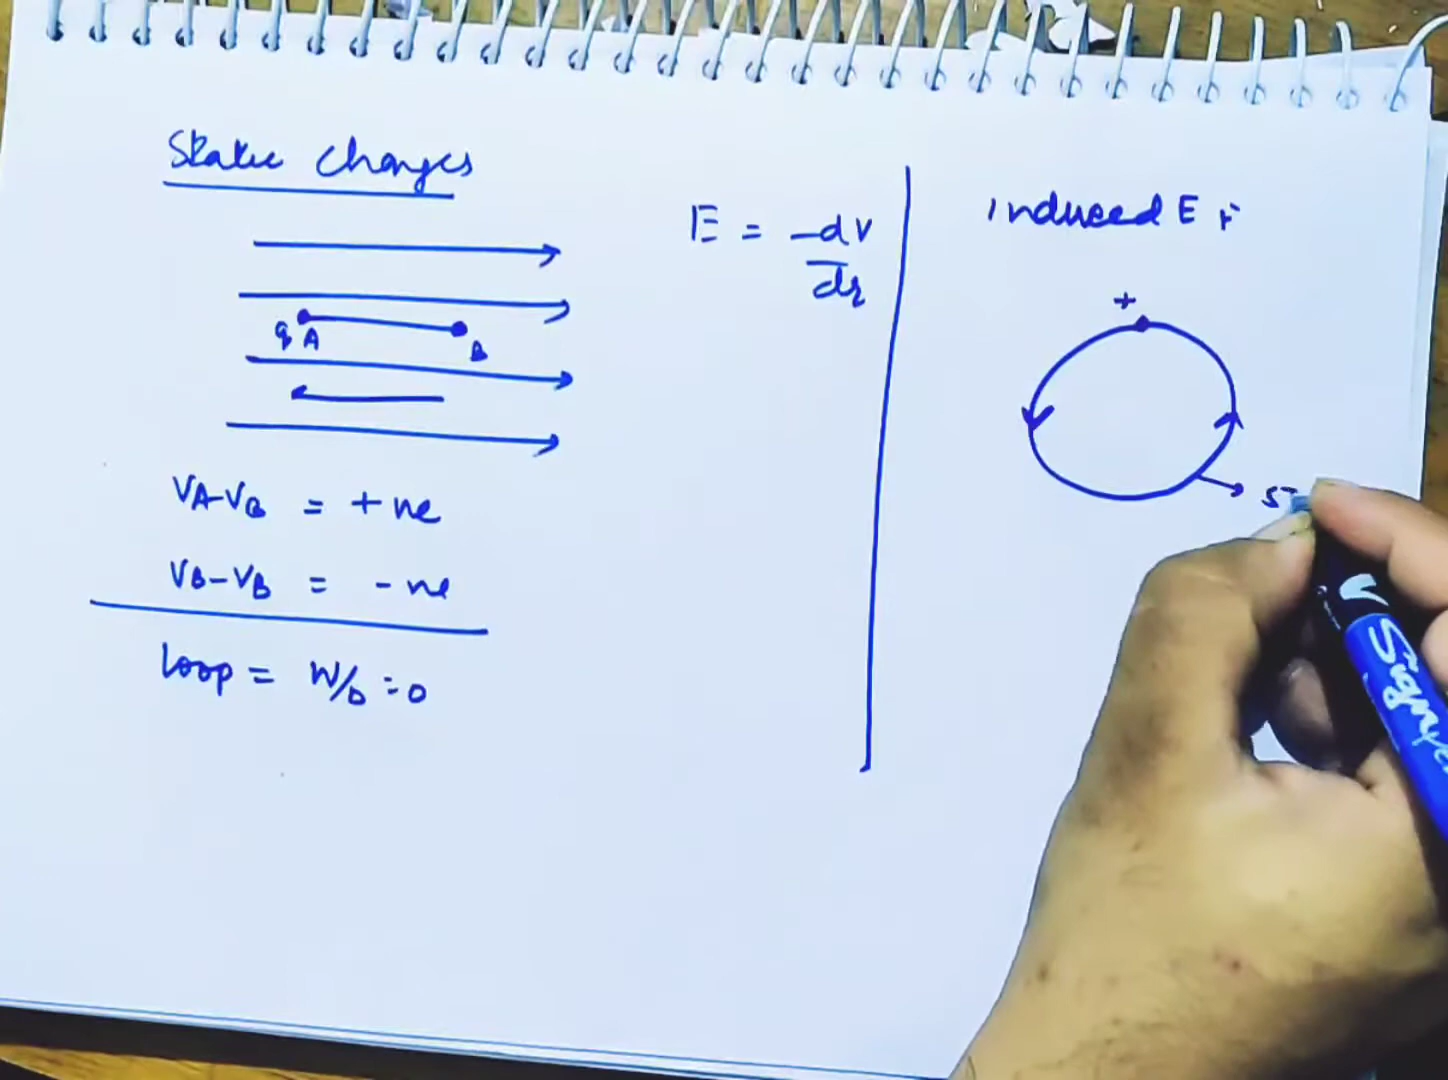 Static Charges
E = -dV
dr
q A
B
VA-VB = +ve
VB-VB = -ve
loop = W/D = 0
Induced E F
+